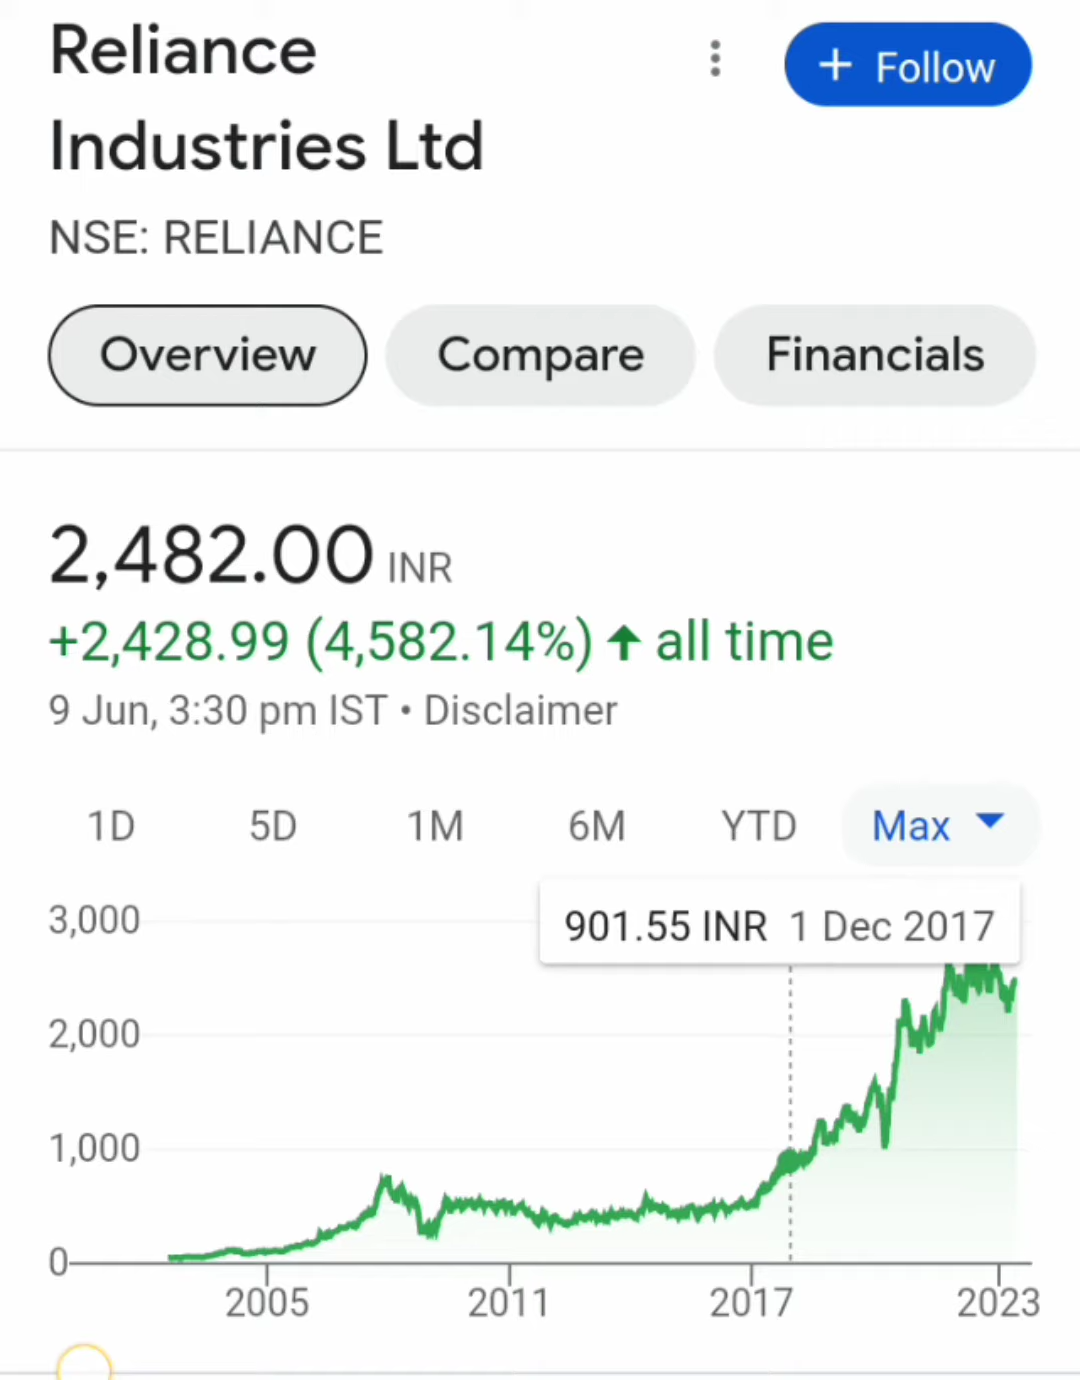 Reliance
Industries Ltd
+ Follow
NSE: RELIANCE
Overview
Compare
Financials
2,482.00 INR
+2,428.99 (4,582.14%) ↑ all time
9 Jun, 3:30 pm IST • Disclaimer
1D 5D 1M 6M YTD Max
901.55 INR 1 Dec 2017
3,000
2,000
1,000
0
2005 2011 2017 2023